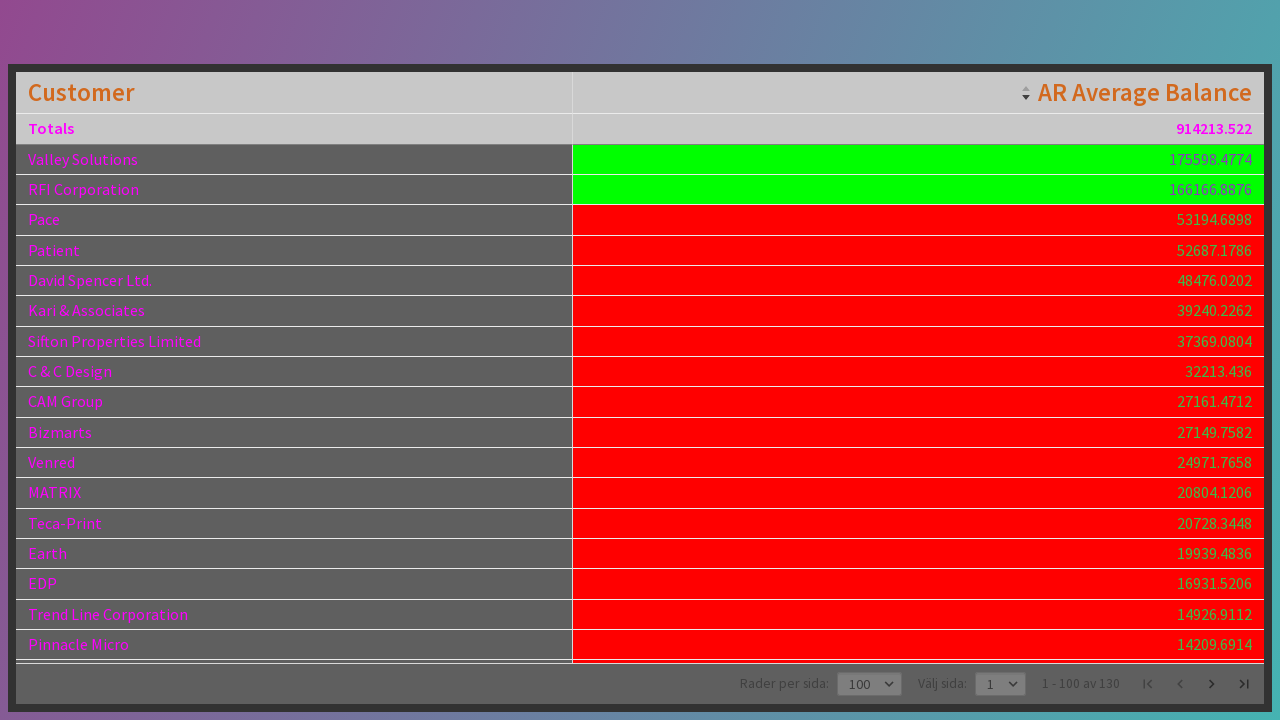 Customer AR Average Balance
Totals 914213.522
Valley Solutions 175598.4774
RFI Corporation 166166.8876
Pace 53194.6898
Patient 52687.1786
David Spencer Ltd. 48476.0202
Kari & Associates 39240.2262
Sifton Properties Limited 37369.0804
C & C Design 32213.436
CAM Group 27161.4712
Bizmarts 27149.7582
Venred 24971.7658
MATRIX 20804.1206
Teca-Print 20728.3448
Earth 19939.4836
EDP 16931.5206
Trend Line Corporation 14926.9112
Pinnacle Micro 14209.6914
Rader per sida: 100 Välj sida: 1 1 - 100 av 130